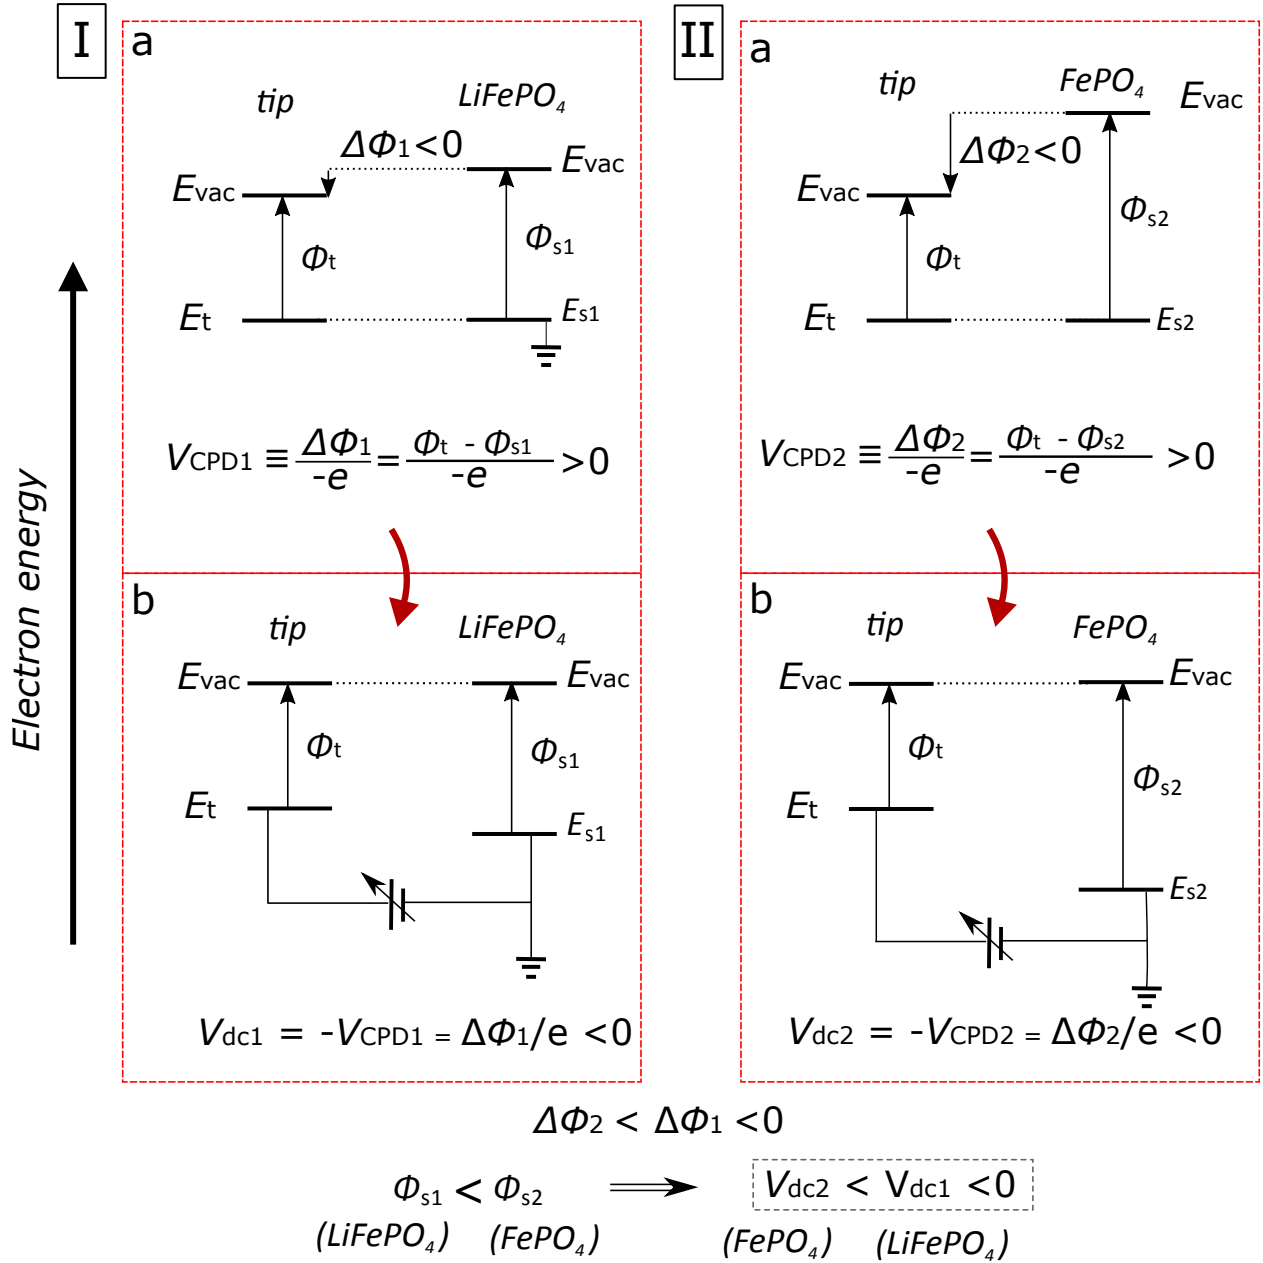 I
a
tip
LiFePO₄
ΔΦ1<0
Evac
Evac
Φt
Φs1
Et
Es1
VCPD1 ≡ ΔΦ1/-e = Φt - Φs1/-e >0
b
tip
LiFePO₄
Evac
Evac
Φt
Φs1
Et
Es1
Vdc1 = -VCPD1 = ΔΦ1/e <0
II
a
tip
FePO₄
Evac
ΔΦ2<0
Evac
Φs2
Φt
Et
Es2
VCPD2 ≡ ΔΦ2/-e = Φt - Φs2/-e >0
b
tip
FePO₄
Evac
Evac
Φt
Φs2
Et
Es2
Vdc2 = -VCPD2 = ΔΦ2/e <0
Electron energy
ΔΦ2 < ΔΦ1 <0
Φs1 < Φs2 ⟹ Vdc2 < Vdc1 <0
(LiFePO₄) (FePO₄) (FePO₄) (LiFePO₄)